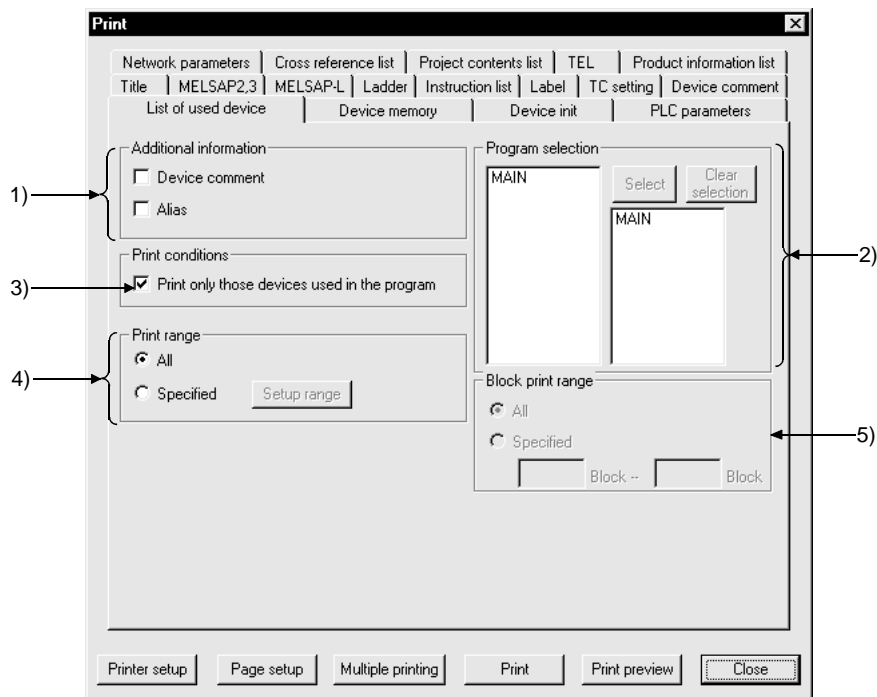 Print
Network parameters Cross reference list Project contents list TEL Product information list
Title MELSAP2,3 MELSAP-L Ladder Instruction list Label TC setting Device comment
List of used device Device memory Device init PLC parameters
Additional information
Device comment
Alias
1)
Print conditions
Print only those devices used in the program
3)
Print range
All
Specified Setup range
4)
Program selection
MAIN
Select Clear selection
MAIN
2)
Block print range
All
Specified
Block -- Block
5)
Printer setup Page setup Multiple printing Print Print preview Close